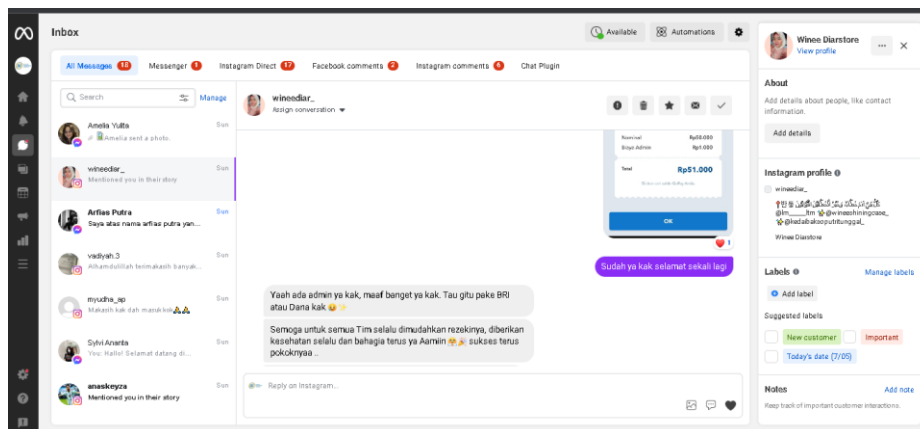 Inbox
Available
Automations
All Messages 18
Messenger 1
Instagram Direct 17
Facebook comments 2
Instagram comments 6
Chat Plugin
Search
Manage
Amelia Yulita
Sun
Amelia sent a photo.
wineediar_
Sun
Mentioned you in their story
Arfias Putra
Sun
Saya atas nama arfias putra yan...
vadiyah.3
Sun
Alhamdulillah terimakasih banyak...
myudha_ap
Sun
Makasih kak dah masuk kok🙏🙏
Sylvi Ananta
Sun
You: Hallo! Selamat datang di...
anaskeyza
Sun
Mentioned you in their story
wineediar_
Assign conversation
Nominal Rp50.000
Biaya Admin Rp1.000
Total Rp51.000
OK
1
Sudah ya kak selamat sekali lagi
Yaah ada admin ya kak, maaf banget ya kak. Tau gitu pake BRI
atau Dana kak
Semoga untuk semua Tim selalu dimudahkan rezekinya, diberikan
kesehatan selalu dan bahagia terus ya Aamiin sukses terus
pokoknyaa ..
Reply on Instagram...
Winee Diarstore
View profile
About
Add details about people, like contact
information.
Add details
Instagram profile
wineediar_
@wineeshiningcase_
@kedaibaksoputritunggal_
Winee Diarstore
Labels
Manage labels
Add label
Suggested labels
New customer
Important
Today's date (7/05)
Notes
Add note
Keep track of important customer interactions.